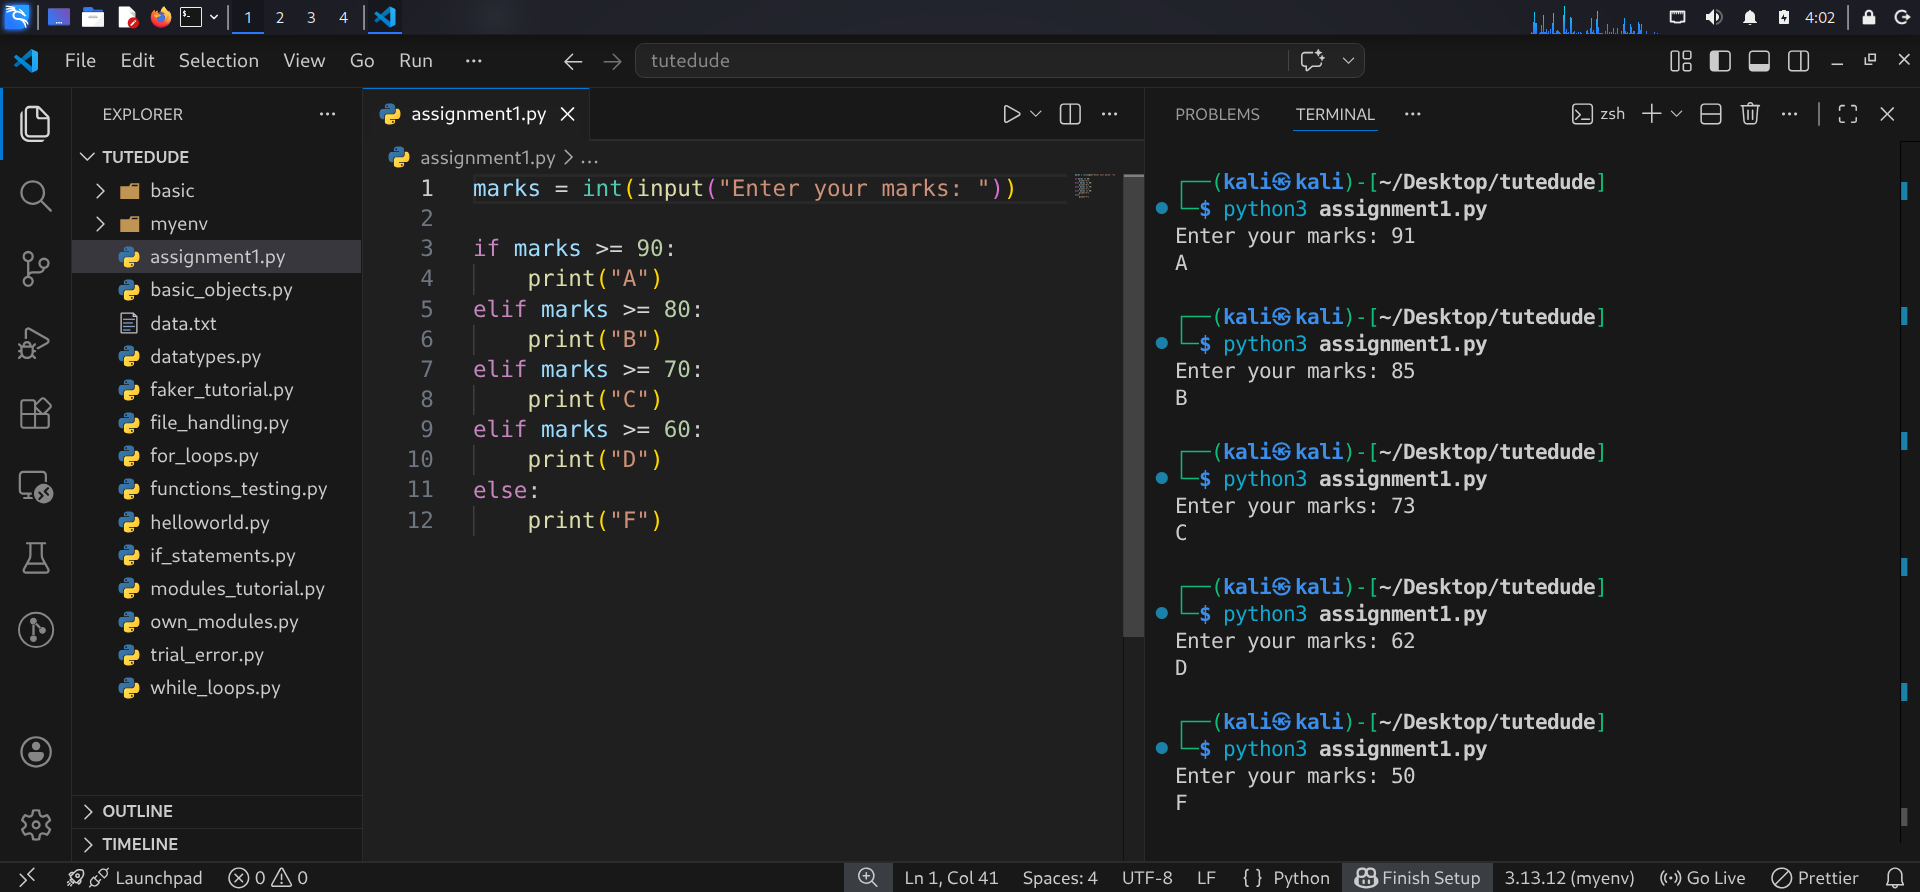 1 2 3 4 4:02
File Edit Selection View Go Run ... tutedude
EXPLORER ...
TUTEDUDE
basic
myenv
assignment1.py
basic_objects.py
data.txt
datatypes.py
faker_tutorial.py
file_handling.py
for_loops.py
functions_testing.py
helloworld.py
if_statements.py
modules_tutorial.py
own_modules.py
trial_error.py
while_loops.py
OUTLINE
TIMELINE
assignment1.py
assignment1.py > ...
1 marks = int(input("Enter your marks: "))
2
3 if marks >= 90:
4     print("A")
5 elif marks >= 80:
6     print("B")
7 elif marks >= 70:
8     print("C")
9 elif marks >= 60:
10     print("D")
11 else:
12     print("F")
PROBLEMS TERMINAL ... zsh
┌──(kali㉿kali)-[~/Desktop/tutedude]
└─$ python3 assignment1.py
Enter your marks: 91
A
┌──(kali㉿kali)-[~/Desktop/tutedude]
└─$ python3 assignment1.py
Enter your marks: 85
B
┌──(kali㉿kali)-[~/Desktop/tutedude]
└─$ python3 assignment1.py
Enter your marks: 73
C
┌──(kali㉿kali)-[~/Desktop/tutedude]
└─$ python3 assignment1.py
Enter your marks: 62
D
┌──(kali㉿kali)-[~/Desktop/tutedude]
└─$ python3 assignment1.py
Enter your marks: 50
F
Launchpad 0 0 Ln 1, Col 41 Spaces: 4 UTF-8 LF { } Python Finish Setup 3.13.12 (myenv) Go Live Prettier